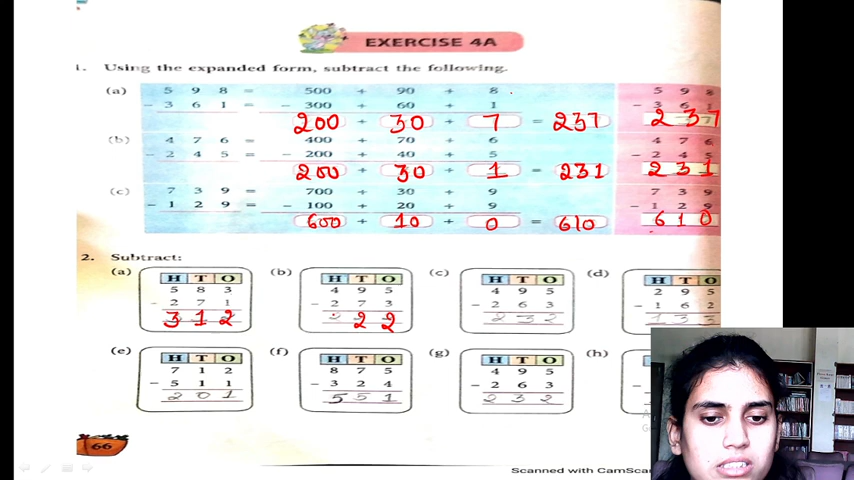 EXERCISE 4A
1. Using the expanded form, subtract the following.
(a) 5 9 8 = 500 + 90 + 8 5 9 8
- 3 6 1 = - 300 + 60 + 1 - 3 6 1
200 + 30 + 7 = 237 2 3 7
(b) 4 7 6 = 400 + 70 + 6 4 7 6
- 2 4 5 = - 200 + 40 + 5 - 2 4 5
200 + 30 + 1 = 231 2 3 1
(c) 7 3 9 = 700 + 30 + 9 7 3 9
- 1 2 9 = - 100 + 20 + 9 - 1 2 9
600 + 10 + 0 = 610 6 1 0
2. Subtract:
(a) H T O (b) H T O (c) H T O (d) H T O
5 8 3 4 9 5 4 9 5 2 9 5
- 2 7 1 - 2 7 3 - 2 6 3 - 1 6 2
3 1 2 2 2 2 3 2 1 3 3
(e) H T O (f) H T O (g) H T O (h) H
7 1 2 8 7 5 4 9 5
- 5 1 1 - 3 2 4 - 2 6 3 -
2 0 1 5 5 1 2 3 2
66
Scanned with CamSca